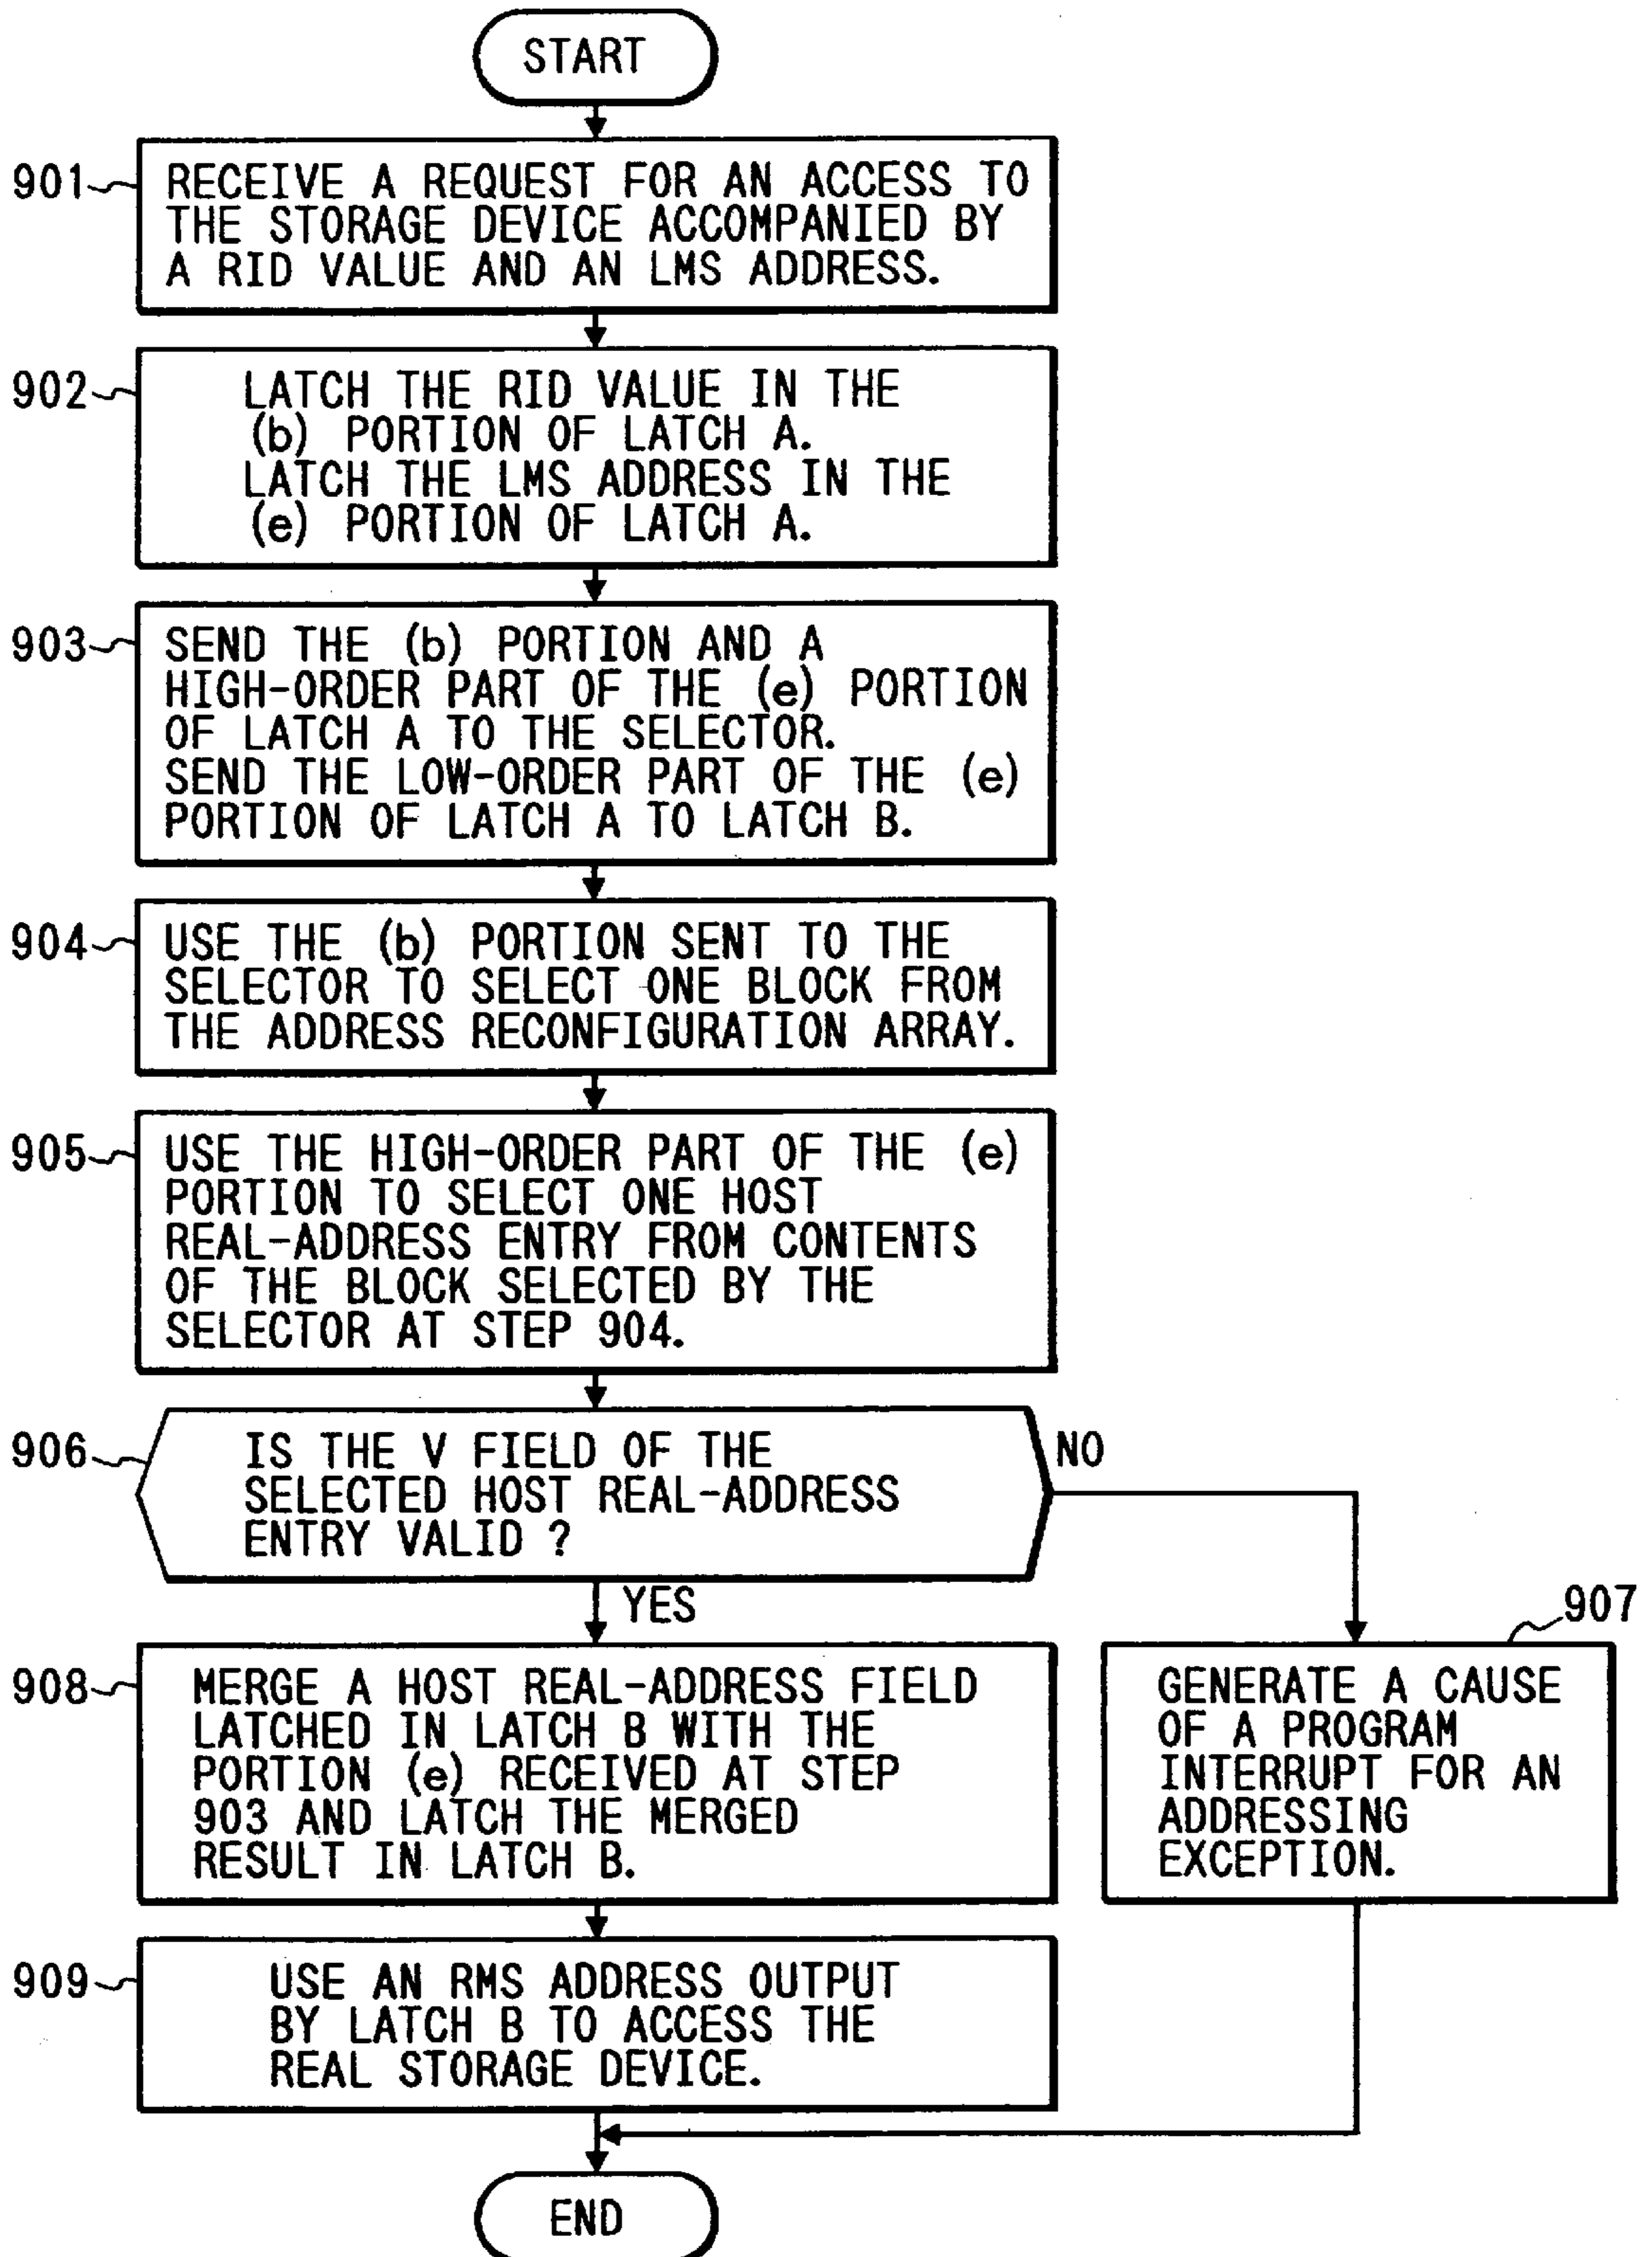 START
901
RECEIVE A REQUEST FOR AN ACCESS TO
THE STORAGE DEVICE ACCOMPANIED BY
A RID VALUE AND AN LMS ADDRESS.
902
LATCH THE RID VALUE IN THE
(b) PORTION OF LATCH A.
LATCH THE LMS ADDRESS IN THE
(e) PORTION OF LATCH A.
903
SEND THE (b) PORTION AND A
HIGH-ORDER PART OF THE (e) PORTION
OF LATCH A TO THE SELECTOR.
SEND THE LOW-ORDER PART OF THE (e)
PORTION OF LATCH A TO LATCH B.
904
USE THE (b) PORTION SENT TO THE
SELECTOR TO SELECT ONE BLOCK FROM
THE ADDRESS RECONFIGURATION ARRAY.
905
USE THE HIGH-ORDER PART OF THE (e)
PORTION TO SELECT ONE HOST
REAL-ADDRESS ENTRY FROM CONTENTS
OF THE BLOCK SELECTED BY THE
SELECTOR AT STEP 904.
906
IS THE V FIELD OF THE
SELECTED HOST REAL-ADDRESS
ENTRY VALID ?
NO
YES
907
GENERATE A CAUSE
OF A PROGRAM
INTERRUPT FOR AN
ADDRESSING
EXCEPTION.
908
MERGE A HOST REAL-ADDRESS FIELD
LATCHED IN LATCH B WITH THE
PORTION (e) RECEIVED AT STEP
903 AND LATCH THE MERGED
RESULT IN LATCH B.
909
USE AN RMS ADDRESS OUTPUT
BY LATCH B TO ACCESS THE
REAL STORAGE DEVICE.
END